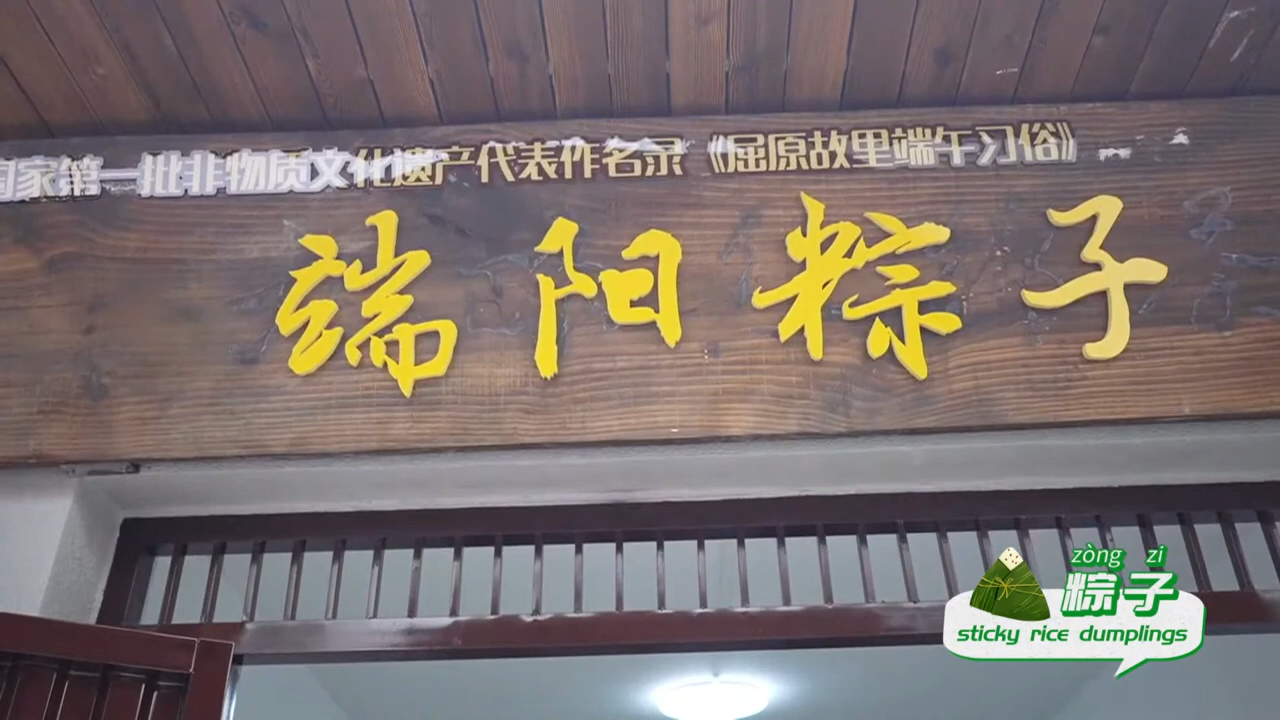 国家第一批非物质文化遗产代表作名录《屈原故里端午习俗》
端阳粽子
zòng zi
粽子
sticky rice dumplings